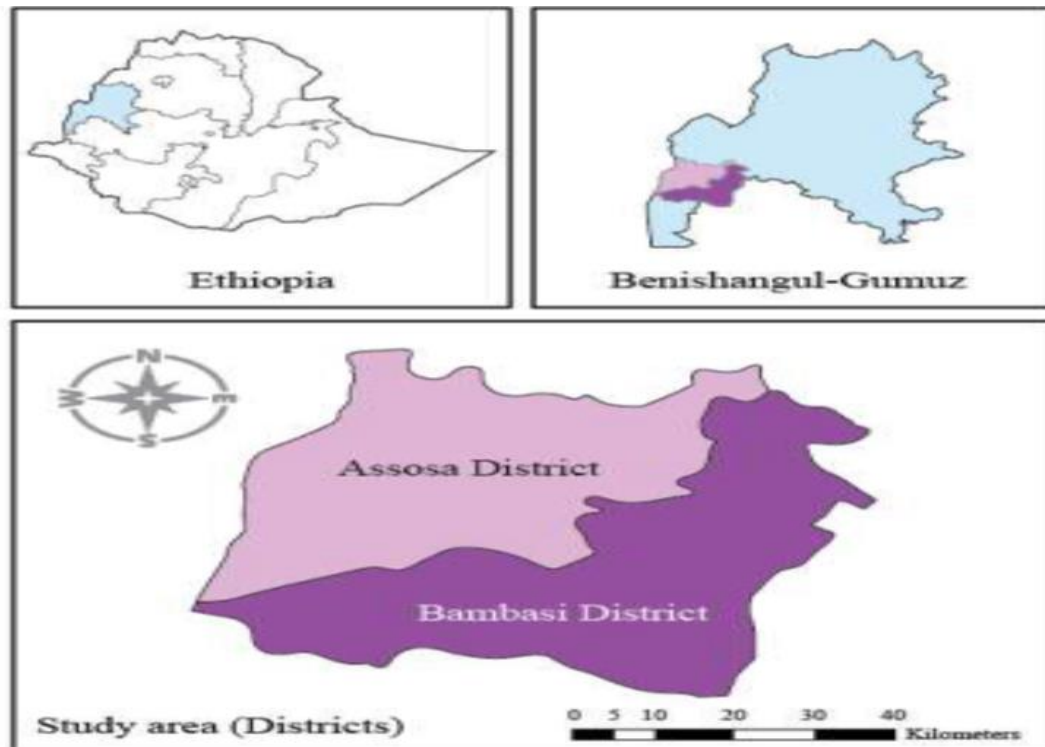 Ethiopia
Benishangul-Gumuz
N
W E
S
Assosa District
Bambasi District
Study area (Districts)
0 5 10 20 30 40
Kilometers